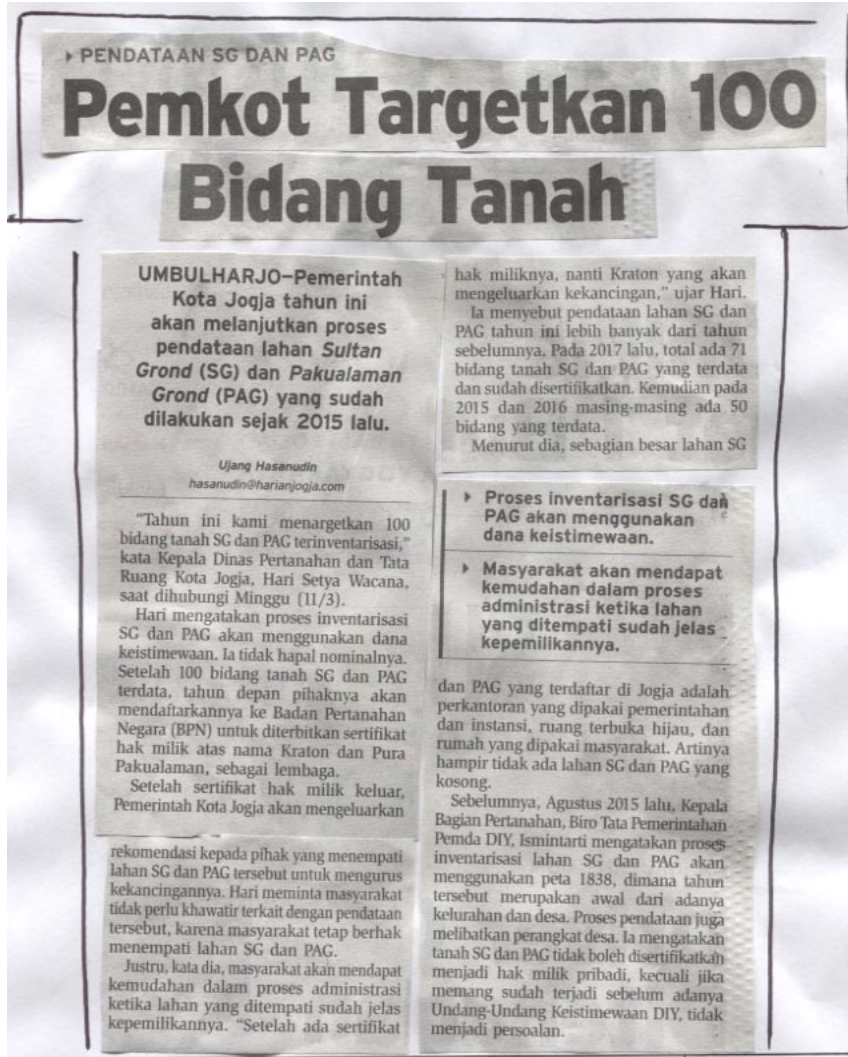 ▸ PENDATAAN SG DAN PAG
Pemkot Targetkan 100
Bidang Tanah
UMBULHARJO–Pemerintah
Kota Jogja tahun ini
akan melanjutkan proses
pendataan lahan Sultan
Grond (SG) dan Pakualaman
Grond (PAG) yang sudah
dilakukan sejak 2015 lalu.
Ujang Hasanudin
hasanudin@harianjogja.com
“Tahun ini kami menargetkan 100
bidang tanah SG dan PAG terinventarisasi,”
kata Kepala Dinas Pertanahan dan Tata
Ruang Kota Jogja, Hari Setya Wacana,
saat dihubungi Minggu (11/3).
Hari mengatakan proses inventarisasi
SG dan PAG akan menggunakan dana
keistimewaan. Ia tidak hapal nominalnya.
Setelah 100 bidang tanah SG dan PAG
terdata, tahun depan pihaknya akan
mendaftarkannya ke Badan Pertanahan
Negara (BPN) untuk diterbitkan sertifikat
hak milik atas nama Kraton dan Pura
Pakualaman, sebagai lembaga.
Setelah sertifikat hak milik keluar,
Pemerintah Kota Jogja akan mengeluarkan
rekomendasi kepada pihak yang menempati
lahan SG dan PAG tersebut untuk mengurus
kekancingannya. Hari meminta masyarakat
tidak perlu khawatir terkait dengan pendataan
tersebut, karena masyarakat tetap berhak
menempati lahan SG dan PAG.
Justru, kata dia, masyarakat akan mendapat
kemudahan dalam proses administrasi
ketika lahan yang ditempati sudah jelas
kepemilikannya. “Setelah ada sertifikat
hak miliknya, nanti Kraton yang akan
mengeluarkan kekancingan,” ujar Hari.
Ia menyebut pendataan lahan SG dan
PAG tahun ini lebih banyak dari tahun
sebelumnya. Pada 2017 lalu, total ada 71
bidang tanah SG dan PAG yang terdata
dan sudah disertifikatkan. Kemudian pada
2015 dan 2016 masing-masing ada 50
bidang yang terdata.
Menurut dia, sebagian besar lahan SG
▸ Proses inventarisasi SG dan
PAG akan menggunakan
dana keistimewaan.
▸ Masyarakat akan mendapat
kemudahan dalam proses
administrasi ketika lahan
yang ditempati sudah jelas
kepemilikannya.
dan PAG yang terdaftar di Jogja adalah
perkantoran yang dipakai pemerintahan
dan instansi, ruang terbuka hijau, dan
rumah yang dipakai masyarakat. Artinya
hampir tidak ada lahan SG dan PAG yang
kosong.
Sebelumnya, Agustus 2015 lalu, Kepala
Bagian Pertanahan, Biro Tata Pemerintahan
Pemda DIY, Ismintarti mengatakan proses
inventarisasi lahan SG dan PAG akan
menggunakan peta 1838, dimana tahun
tersebut merupakan awal dari adanya
kelurahan dan desa. Proses pendataan juga
melibatkan perangkat desa. Ia mengatakan
tanah SG dan PAG tidak boleh disertifikatkan
menjadi hak milik pribadi, kecuali jika
memang sudah terjadi sebelum adanya
Undang-Undang Keistimewaan DIY, tidak
menjadi persoalan.